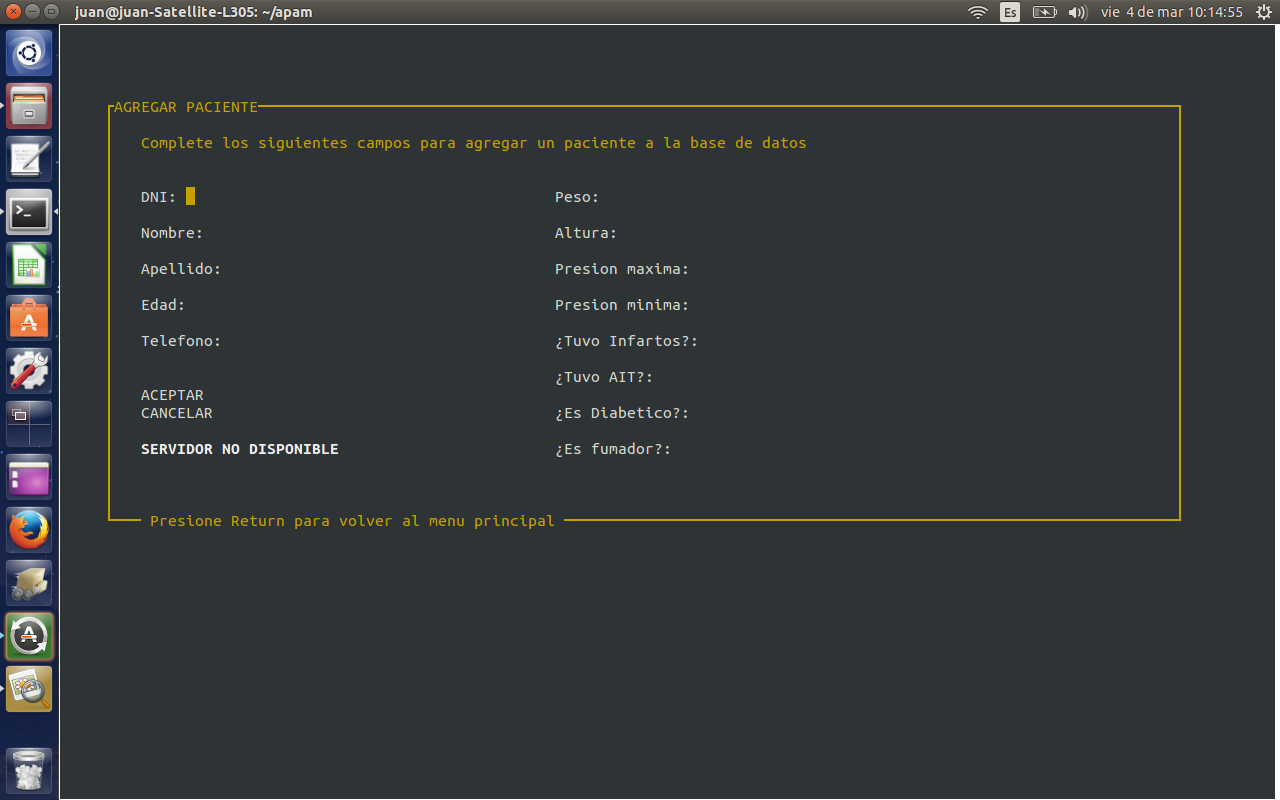 juan@juan-Satellite-L305: ~/apam
Es
vie 4 de mar 10:14:55
AGREGAR PACIENTE
Complete los siguientes campos para agregar un paciente a la base de datos
DNI:
Nombre:
Apellido:
Edad:
Telefono:
ACEPTAR
CANCELAR
SERVIDOR NO DISPONIBLE
Peso:
Altura:
Presion maxima:
Presion minima:
¿Tuvo Infartos?:
¿Tuvo AIT?:
¿Es Diabetico?:
¿Es fumador?:
Presione Return para volver al menu principal